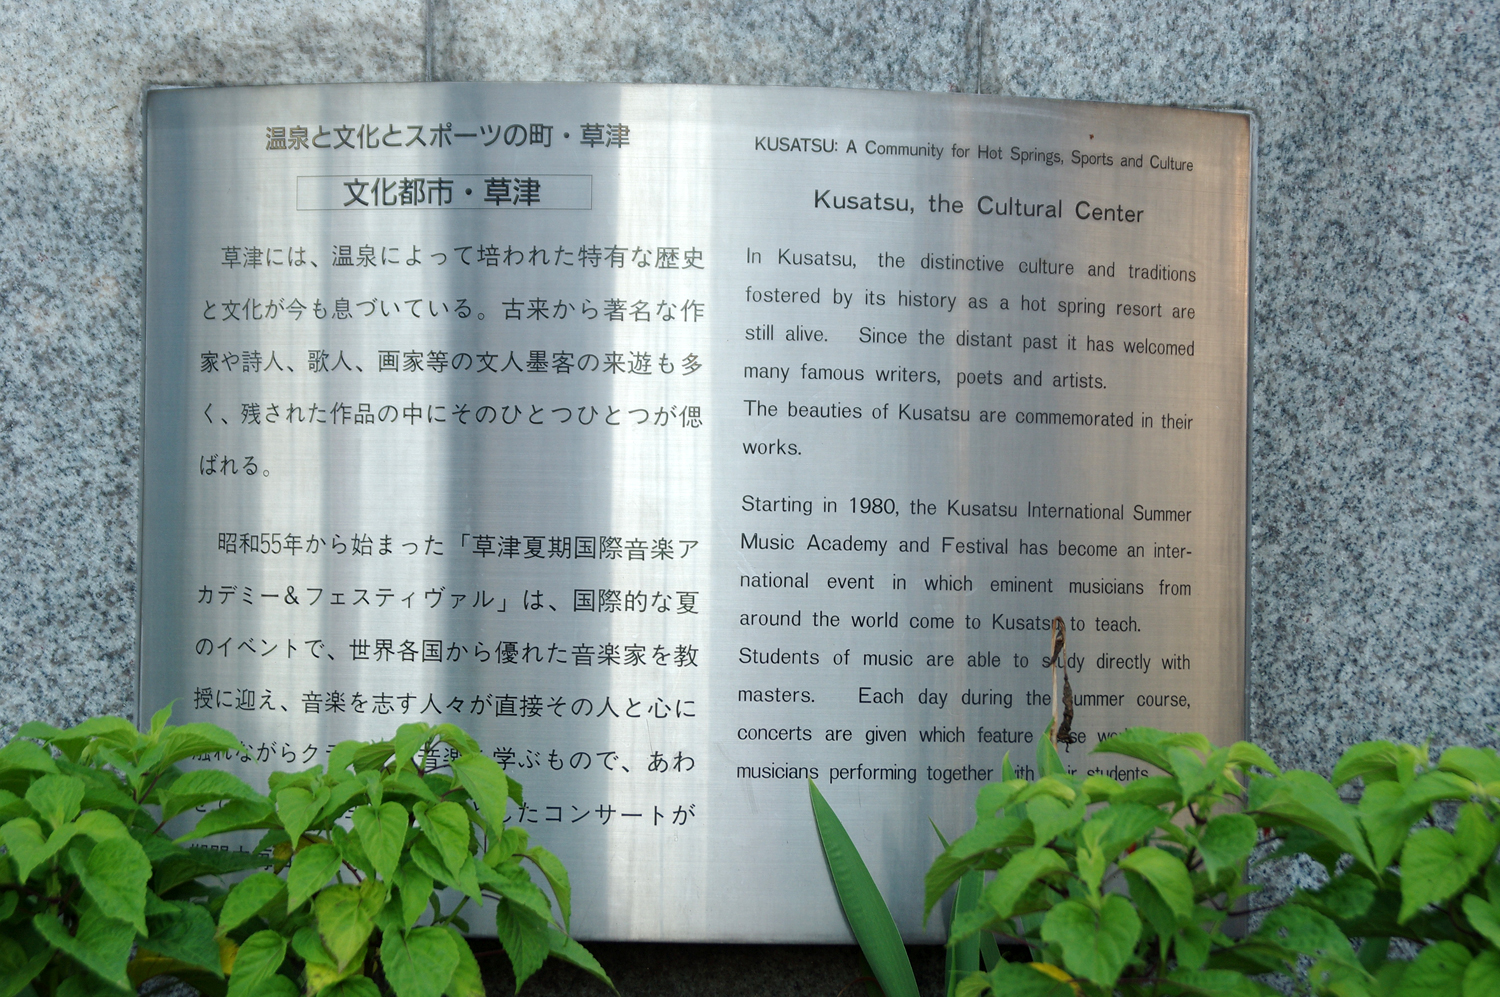 温泉と文化とスポーツの町・草津
文化都市・草津
草津には、温泉によって培われた特有な歴史
と文化が今も息づいている。古来から著名な作
家や詩人、歌人、画家等の文人墨客の来遊も多
く、残された作品の中にそのひとつひとつが偲
ばれる。
昭和55年から始まった「草津夏期国際音楽ア
カデミー&フェスティヴァル」は、国際的な夏
のイベントで、世界各国から優れた音楽家を教
授に迎え、音楽を志す人々が直接その人と心に
触れながらク 音楽 学ぶもので、あわ
したコンサートが
KUSATSU: A Community for Hot Springs, Sports and Culture
Kusatsu, the Cultural Center
In Kusatsu, the distinctive culture and traditions
fostered by its history as a hot spring resort are
still alive. Since the distant past it has welcomed
many famous writers, poets and artists.
The beauties of Kusatsu are commemorated in their
works.
Starting in 1980, the Kusatsu International Summer
Music Academy and Festival has become an inter-
national event in which eminent musicians from
around the world come to Kusatsu to teach.
Students of music are able to study directly with
masters. Each day during the summer course,
concerts are given which feature
musicians performing together with their students